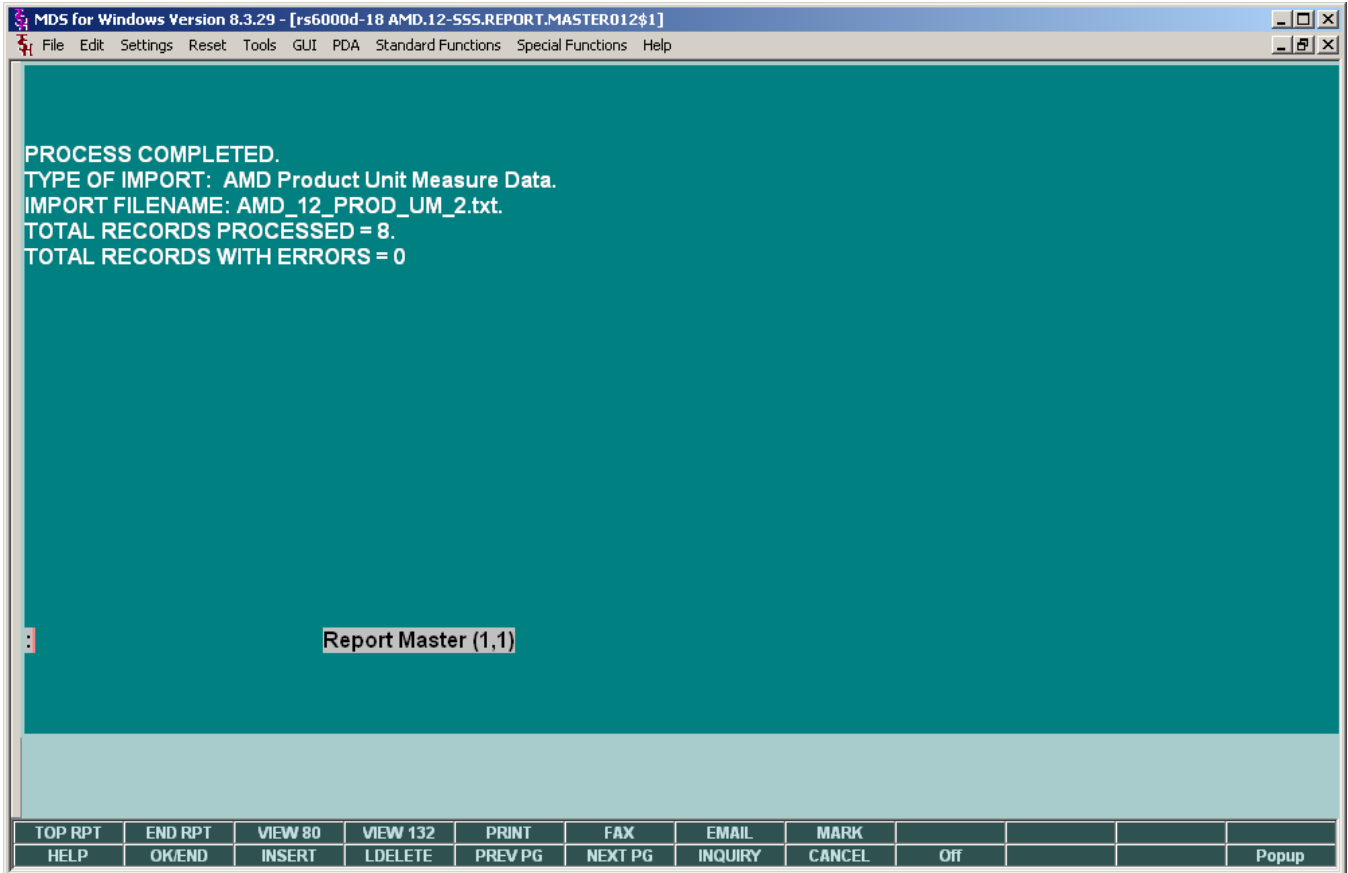 MDS for Windows Version 8.3.29 - [rs6000d-18 AMD.12-SSS.REPORT.MASTER012$1]
File Edit Settings Reset Tools GUI PDA Standard Functions Special Functions Help
PROCESS COMPLETED.
TYPE OF IMPORT: AMD Product Unit Measure Data.
IMPORT FILENAME: AMD_12_PROD_UM_2.txt.
TOTAL RECORDS PROCESSED = 8.
TOTAL RECORDS WITH ERRORS = 0
: Report Master (1,1)
TOP RPT END RPT VIEW 80 VIEW 132 PRINT FAX EMAIL MARK
HELP OK/END INSERT LDELETE PREV PG NEXT PG INQUIRY CANCEL Off Popup